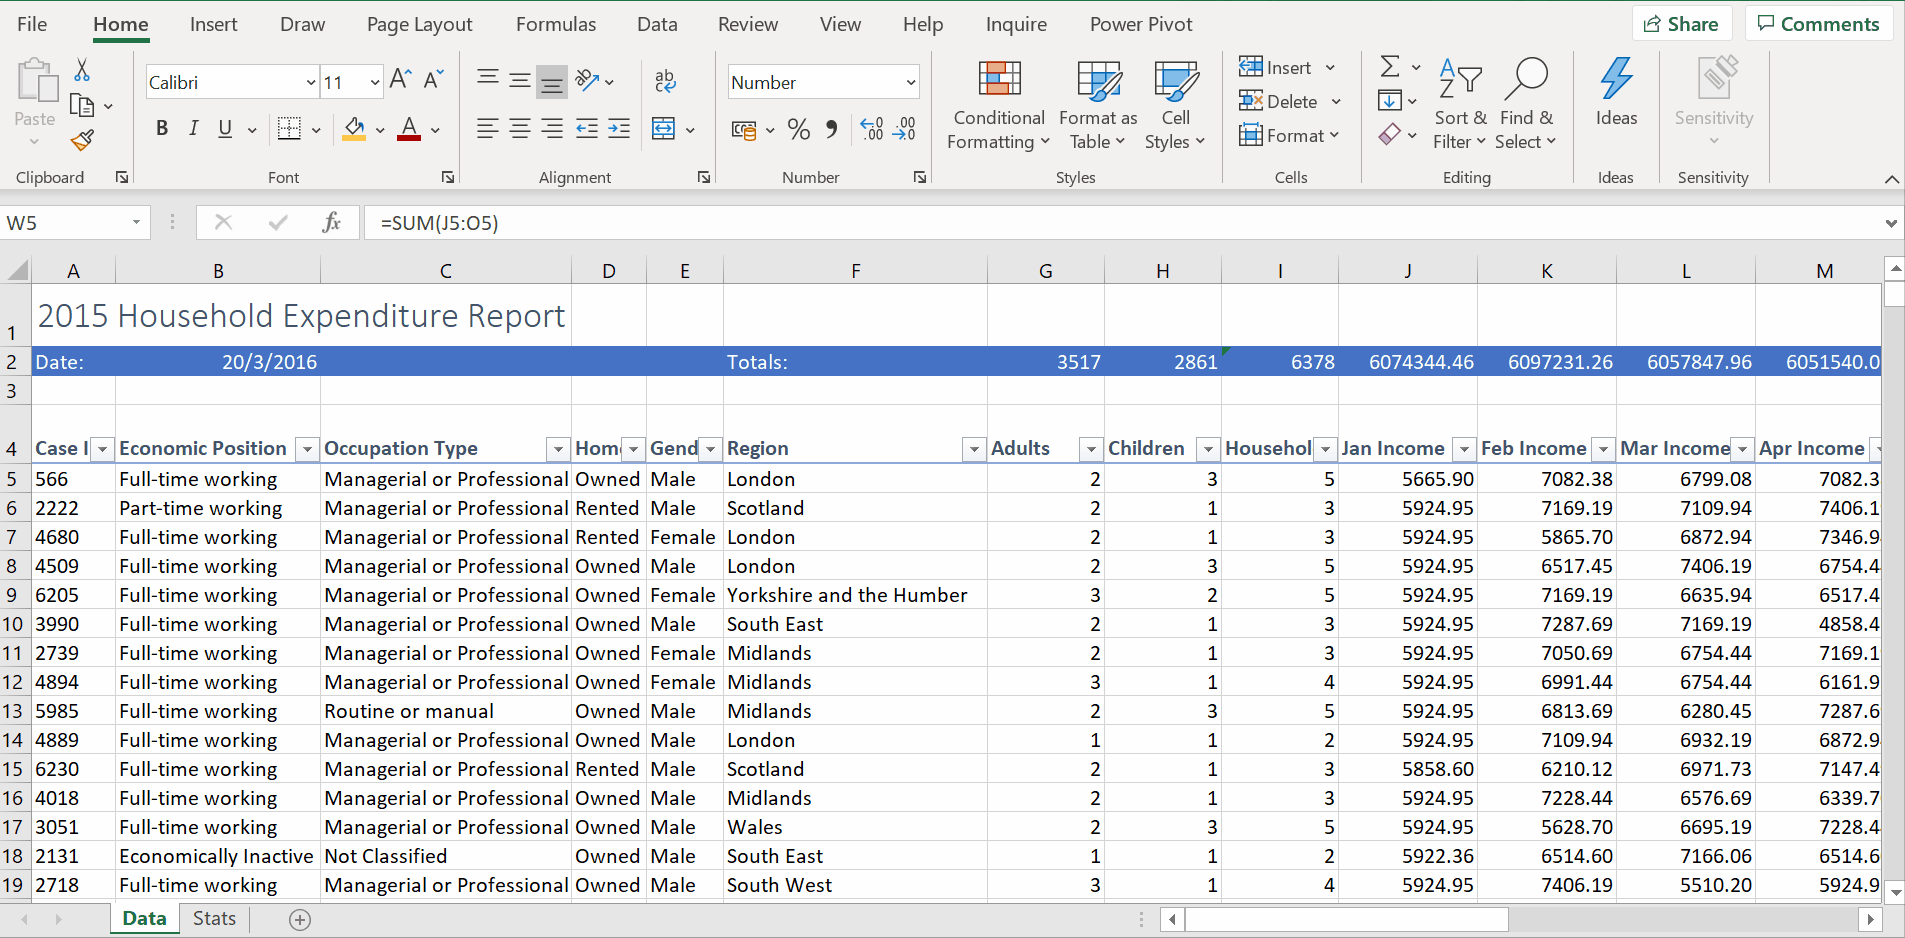 File Home Insert Draw Page Layout Formulas Data Review View Help Inquire Power Pivot Share Comments
Paste Calibri 11 A A ab ab c Number Conditional Formatting Format as Table Cell Styles Insert Delete Format Σ A Z Sort & Filter Find & Select Ideas Sensitivity
B I U A % , 0 .00 .00 0
Clipboard Font Alignment Number Styles Cells Editing Ideas Sensitivity
W5 fx =SUM(J5:O5)
A B C D E F G H I J K L M
1 2015 Household Expenditure Report
2 Date: 20/3/2016 Totals: 3517 2861 6378 6074344.46 6097231.26 6057847.96 6051540.0
3
4 Case I Economic Position Occupation Type Hom Gend Region Adults Children Househol Jan Income Feb Income Mar Income Apr Income
5 566 Full-time working Managerial or Professional Owned Male London 2 3 5 5665.90 7082.38 6799.08 7082.3
6 2222 Part-time working Managerial or Professional Rented Male Scotland 2 1 3 5924.95 7169.19 7109.94 7406.1
7 4680 Full-time working Managerial or Professional Rented Female London 2 1 3 5924.95 5865.70 6872.94 7346.9
8 4509 Full-time working Managerial or Professional Owned Male London 2 3 5 5924.95 6517.45 7406.19 6754.4
9 6205 Full-time working Managerial or Professional Owned Female Yorkshire and the Humber 3 2 5 5924.95 7169.19 6635.94 6517.4
10 3990 Full-time working Managerial or Professional Owned Male South East 2 1 3 5924.95 7287.69 7169.19 4858.4
11 2739 Full-time working Managerial or Professional Owned Female Midlands 2 1 3 5924.95 7050.69 6754.44 7169.1
12 4894 Full-time working Managerial or Professional Owned Female Midlands 3 1 4 5924.95 6991.44 6754.44 6161.9
13 5985 Full-time working Routine or manual Owned Male Midlands 2 3 5 5924.95 6813.69 6280.45 7287.6
14 4889 Full-time working Managerial or Professional Owned Male London 1 1 2 5924.95 7109.94 6932.19 6872.9
15 6230 Full-time working Managerial or Professional Rented Male Scotland 2 1 3 5858.60 6210.12 6971.73 7147.4
16 4018 Full-time working Managerial or Professional Owned Male Midlands 2 1 3 5924.95 7228.44 6576.69 6339.7
17 3051 Full-time working Managerial or Professional Owned Male Wales 2 3 5 5924.95 5628.70 6695.19 7228.4
18 2131 Economically Inactive Not Classified Owned Male South East 1 1 2 5922.36 6514.60 7166.06 6514.6
19 2718 Full-time working Managerial or Professional Owned Male South West 3 1 4 5924.95 7406.19 5510.20 5924.9
Data Stats